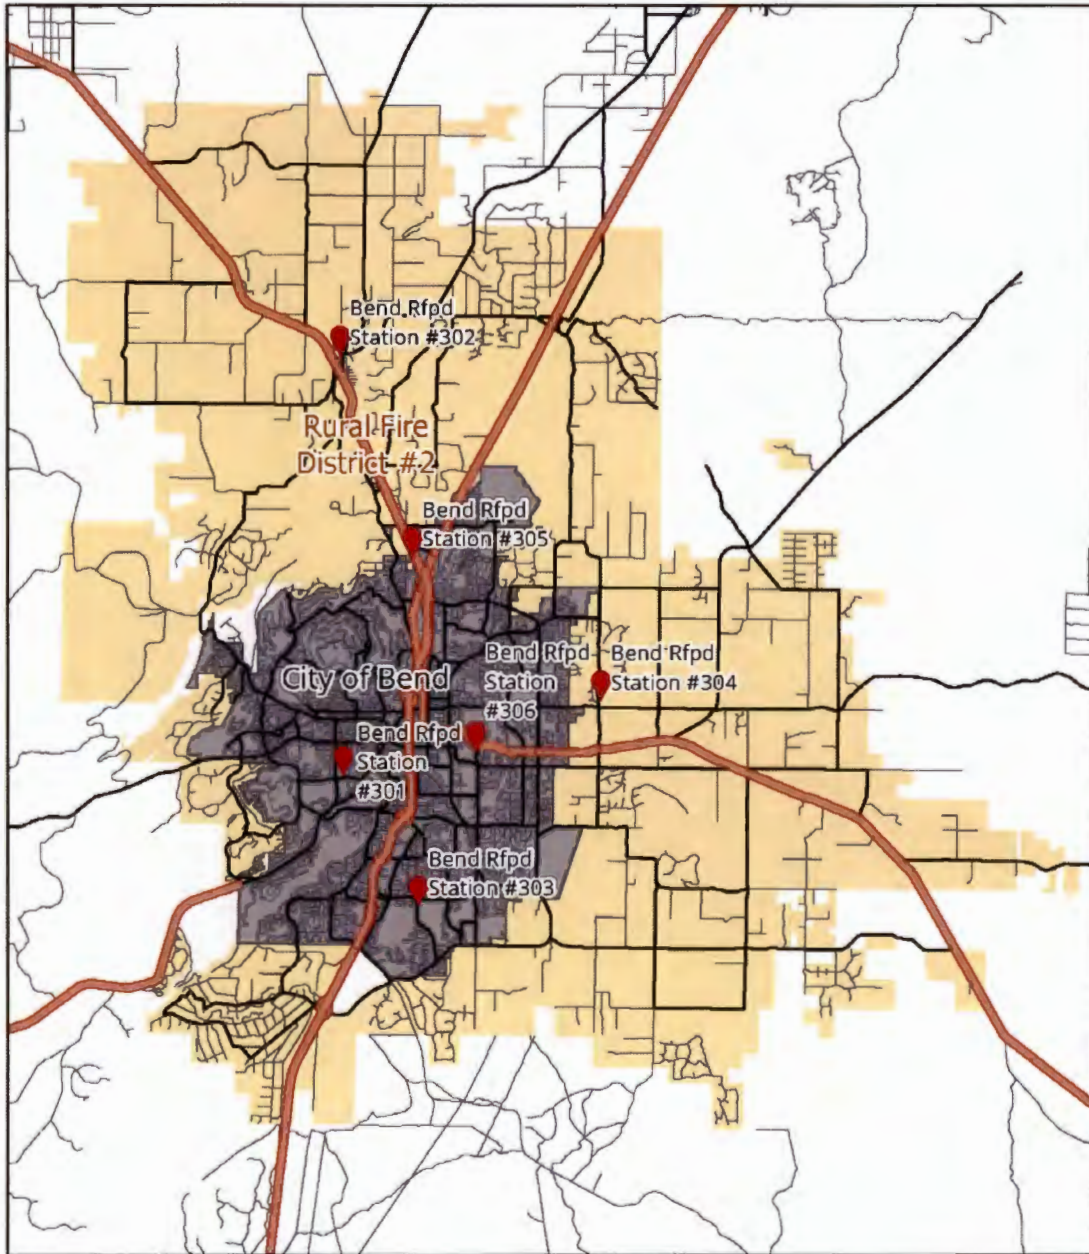 Bend Rfpd
Station #302
Rural Fire
District #2
Bend Rfpd
Station #305
Bend Rfpd
Station
#306
Bend Rfpd
Station #304
City of Bend
Bend Rfpd
Station
#301
Bend Rfpd
Station #303